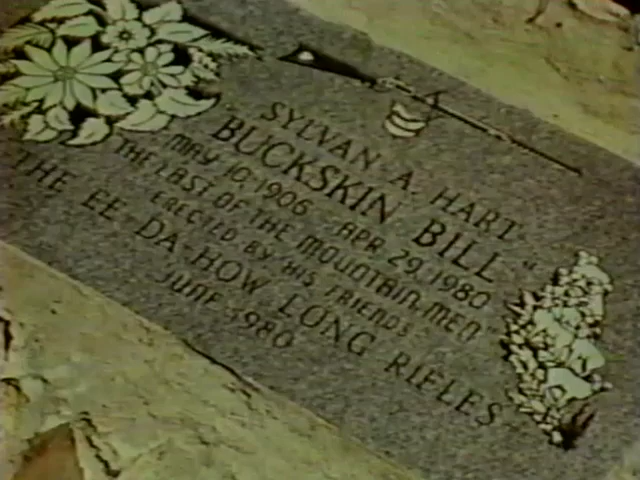 SYLVAN A. HART
"BUCKSKIN BILL"
MAY 10, 1906 APR 29, 1980
THE LAST OF THE MOUNTAIN MEN
ERECTED BY HIS FRIENDS
THE EE-DA-HOW LONG RIFLES
JUNE 1980